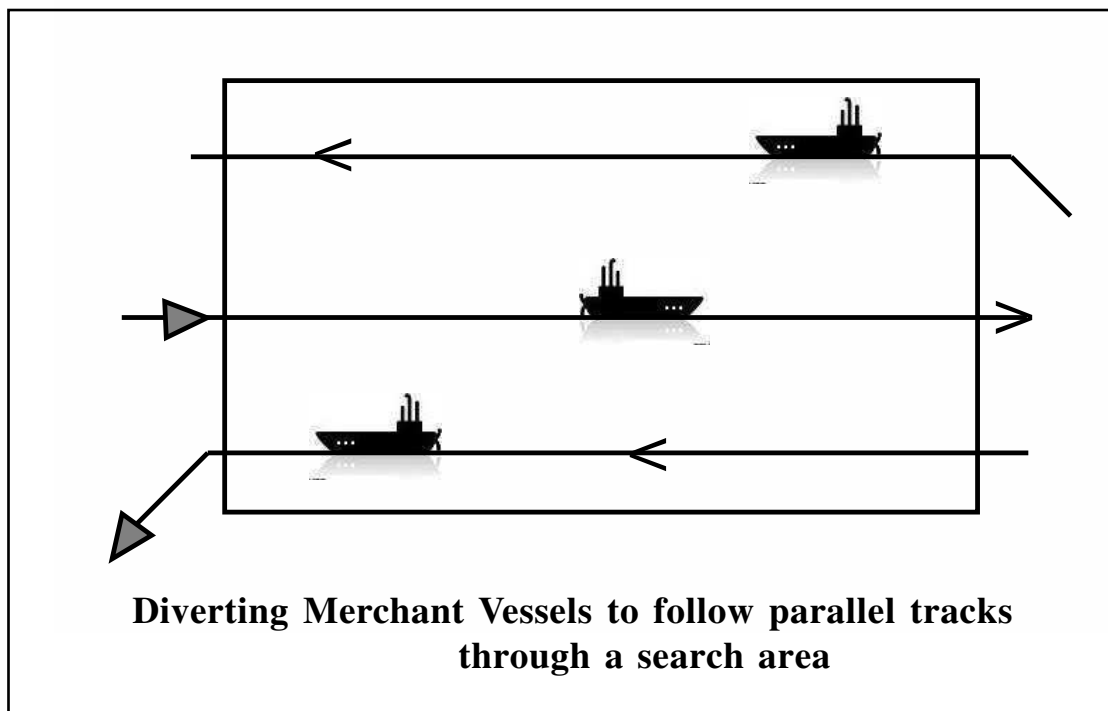 Diverting Merchant Vessels to follow parallel tracks
through a search area